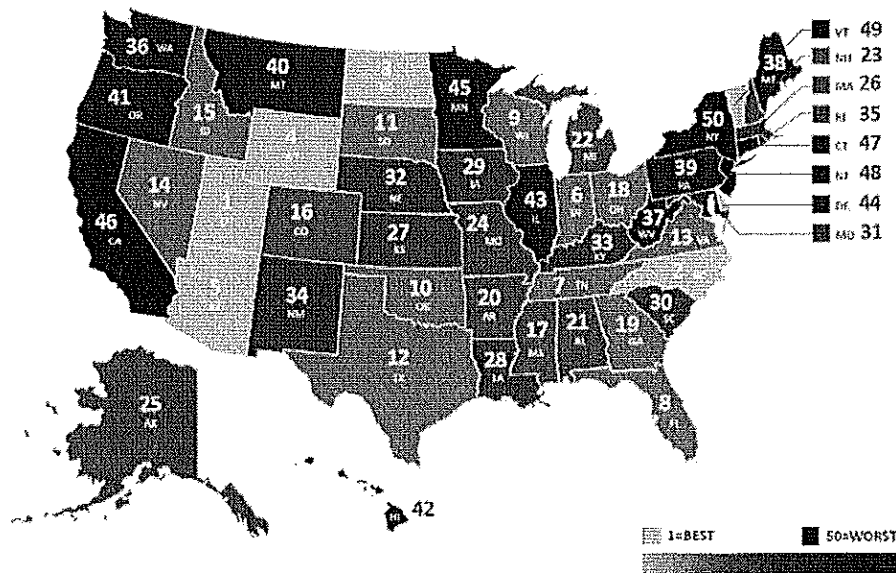 36 WA
41 OR
46 CA
15 ID
14 NV
40 MT
16 CO
34 NM
11
32 NE
27 KS
10 OK
12 TX
45 MN
29 IA
24 MO
20 AR
28 LA
9 WI
43 IL
22 MI
6 IN
18 OH
33 KY
7 TN
17 MS
21 AL
19 GA
8 FL
30 SC
13 VA
37 WV
39 PA
50 NY
38 ME
VT 49
NH 23
MA 26
RI 35
CT 47
NJ 48
DE 44
MD 31
25 AK
HI 42
1=BEST 50=WORST